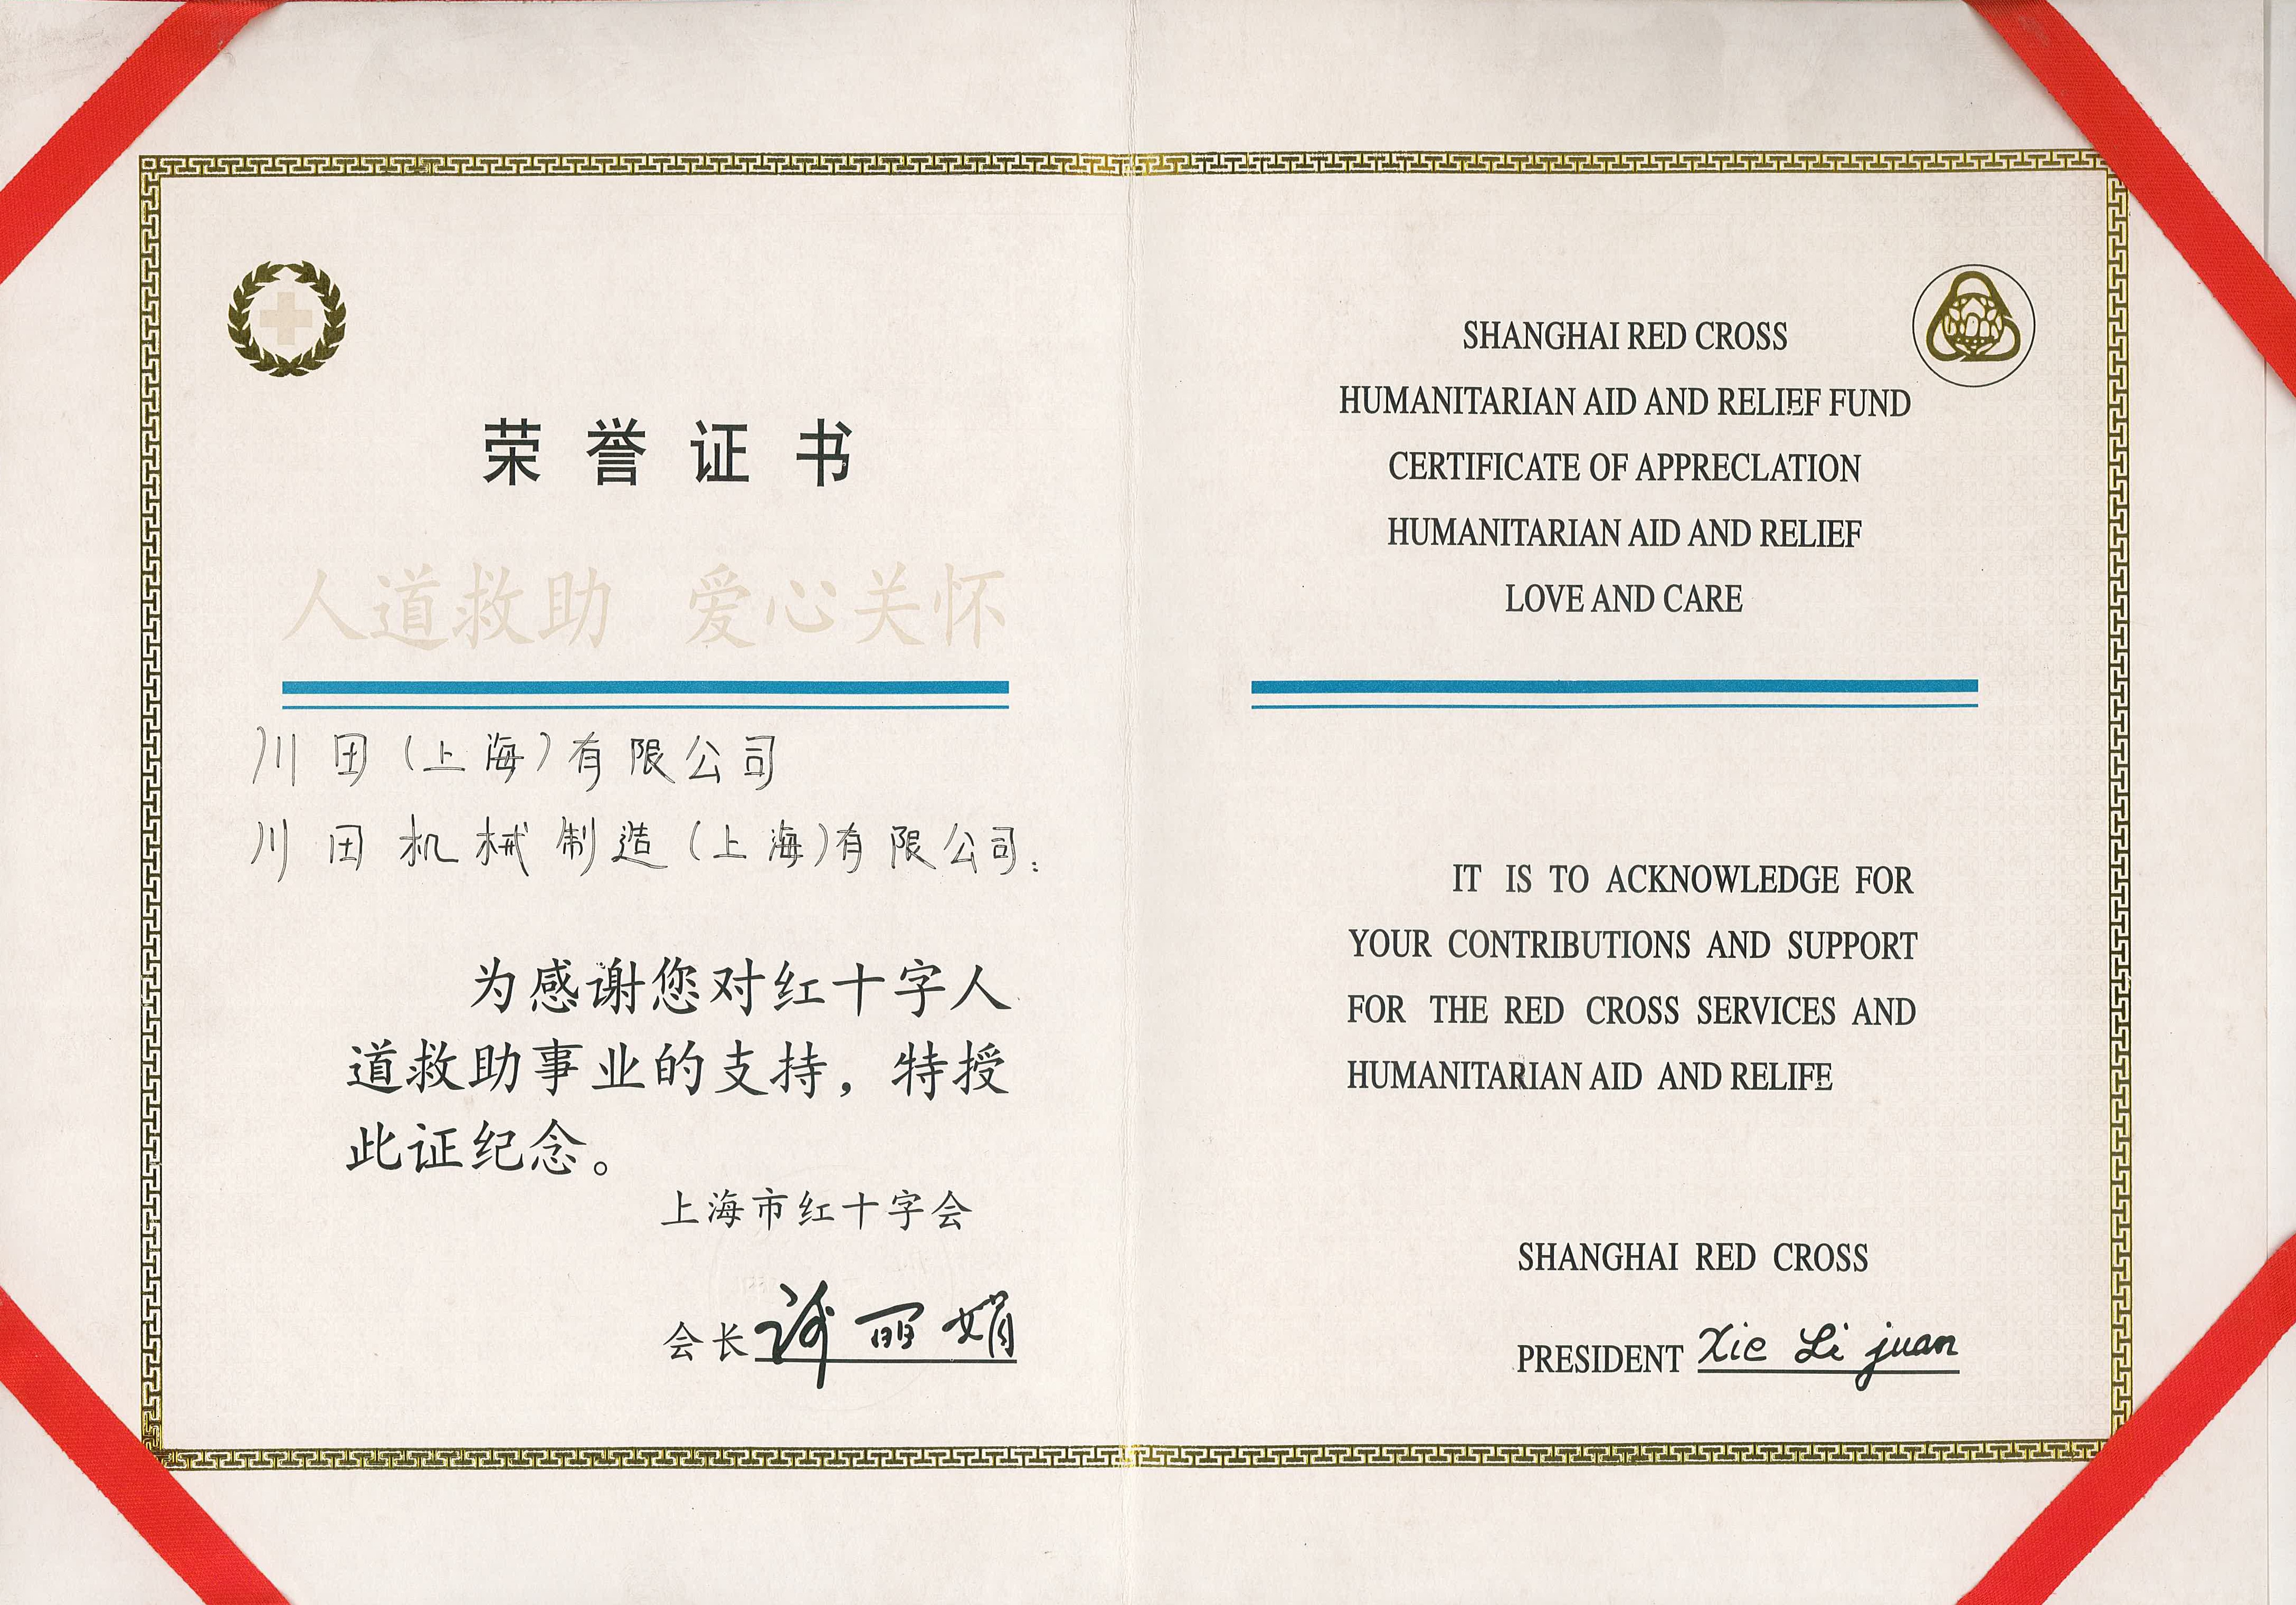 荣誉证书
人道救助 爱心关怀
川田(上海)有限公司
川田机械制造(上海)有限公司:
为感谢您对红十字人
道救助事业的支持，特授
此证纪念。
上海市红十字会
会长 谢丽娟
SHANGHAI RED CROSS
HUMANITARIAN AID AND RELIEF FUND
CERTIFICATE OF APPRECLATION
HUMANITARIAN AID AND RELIEF
LOVE AND CARE
IT IS TO ACKNOWLEDGE FOR
YOUR CONTRIBUTIONS AND SUPPORT
FOR THE RED CROSS SERVICES AND
HUMANITARIAN AID AND RELIFE
SHANGHAI RED CROSS
PRESIDENT Xie Li juan